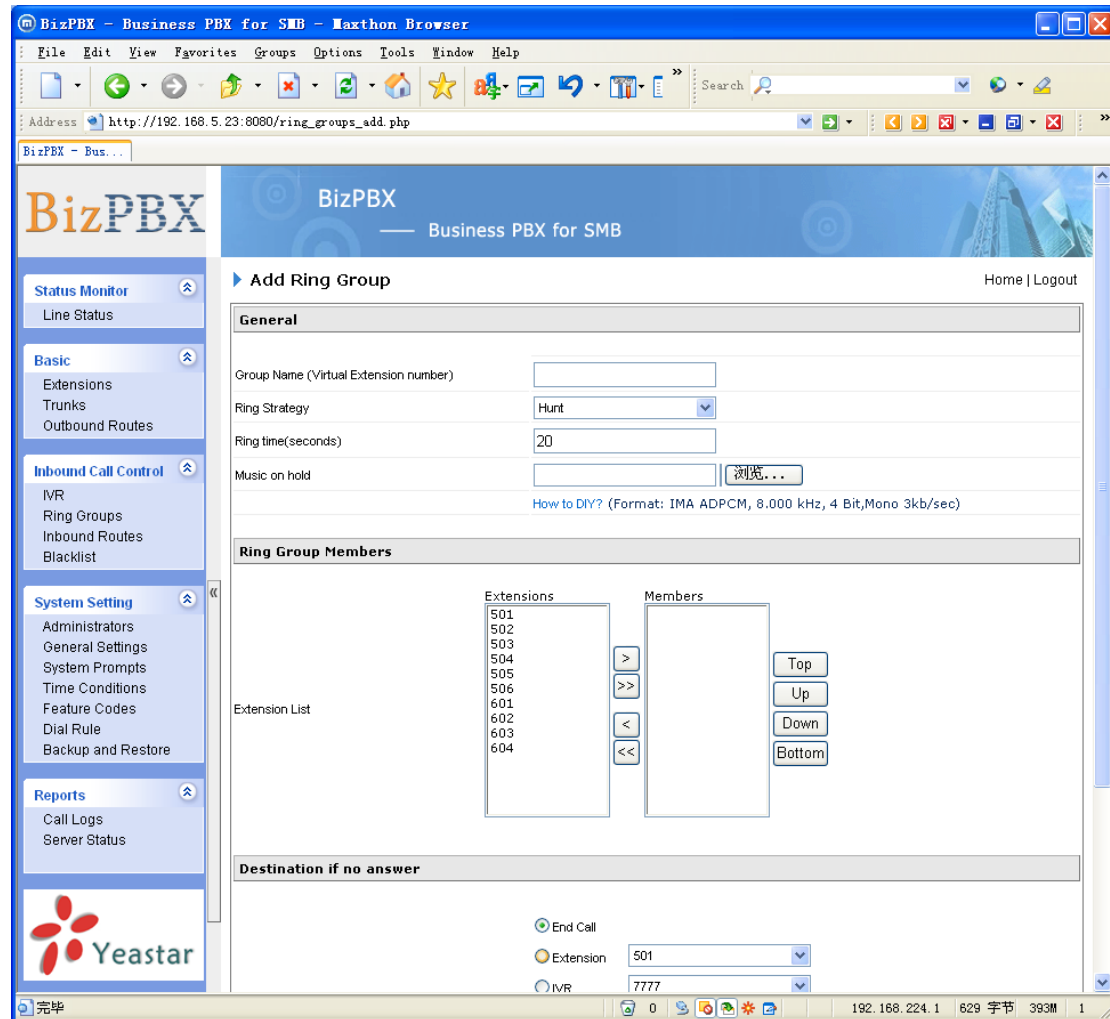 BizPBX - Business PBX for SMB - Maxthon Browser
File Edit View Favorites Groups Options Tools Window Help
Search
Address http://192.168.5.23:8080/ring_groups_add.php
BizPBX - Bus...
BizPBX
BizPBX
—— Business PBX for SMB
Add Ring Group
Home | Logout
Status Monitor
Line Status
Basic
Extensions
Trunks
Outbound Routes
Inbound Call Control
IVR
Ring Groups
Inbound Routes
Blacklist
System Setting
Administrators
General Settings
System Prompts
Time Conditions
Feature Codes
Dial Rule
Backup and Restore
Reports
Call Logs
Server Status
Yeastar
General
Group Name (Virtual Extension number)
Ring Strategy Hunt
Ring time(seconds) 20
Music on hold 浏览...
How to DIY? (Format: IMA ADPCM, 8.000 kHz, 4 Bit,Mono 3kb/sec)
Ring Group Members
Extension List
Extensions
501
502
503
504
505
506
601
602
603
604
>
>>
<
<<
Members
Top
Up
Down
Bottom
Destination if no answer
End Call
Extension 501
IVR 7777
完毕 0 192.168.224.1 629 字节 393M 1